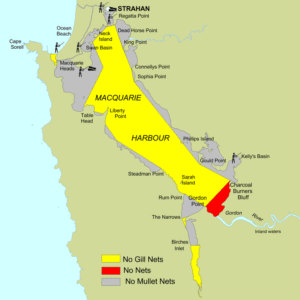 STRAHAN
Regatta Point
Ocean
Beach
Neck
Island
Dead Horse Point
Swan Basin
King Point
Cape
Sorell
Macquarie
Heads
Connellys Point
Sophia Point
MACQUARIE
Table
Head
Liberty
Point
HARBOUR
Phillips Island
Gould Point
Kelly's Basin
Steadman Point
Sarah
Island
Charcoal
Burners
Bluff
Rum Point
Gordon
Point
The Narrows
Gordon
River
Inland waters
Birches
Inlet
No Gill Nets
No Nets
No Mullet Nets